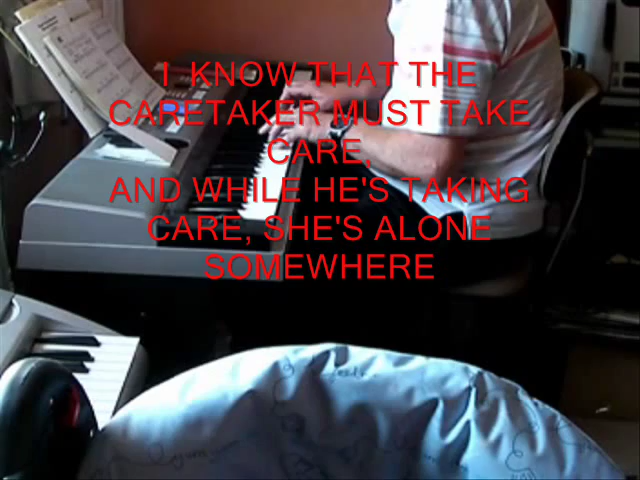 I KNOW THAT THE
CARETAKER MUST TAKE
CARE,
AND WHILE HE'S TAKING
CARE, SHE'S ALONE
SOMEWHERE